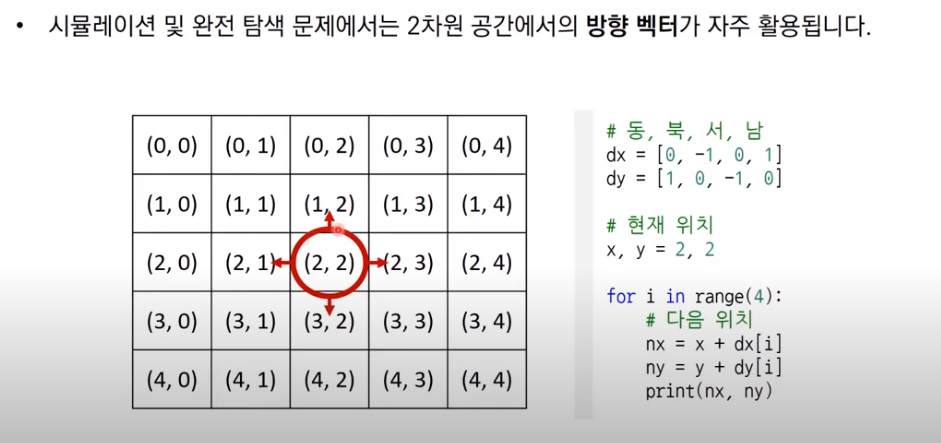 • 시뮬레이션 및 완전 탐색 문제에서는 2차원 공간에서의 방향 벡터가 자주 활용됩니다.
(0, 0) (0, 1) (0, 2) (0, 3) (0, 4)
(1, 0) (1, 1) (1, 2) (1, 3) (1, 4)
(2, 0) (2, 1) (2, 2) (2, 3) (2, 4)
(3, 0) (3, 1) (3, 2) (3, 3) (3, 4)
(4, 0) (4, 1) (4, 2) (4, 3) (4, 4)
# 동, 북, 서, 남
dx = [0, -1, 0, 1]
dy = [1, 0, -1, 0]
# 현재 위치
x, y = 2, 2
for i in range(4):
    # 다음 위치
    nx = x + dx[i]
    ny = y + dy[i]
    print(nx, ny)